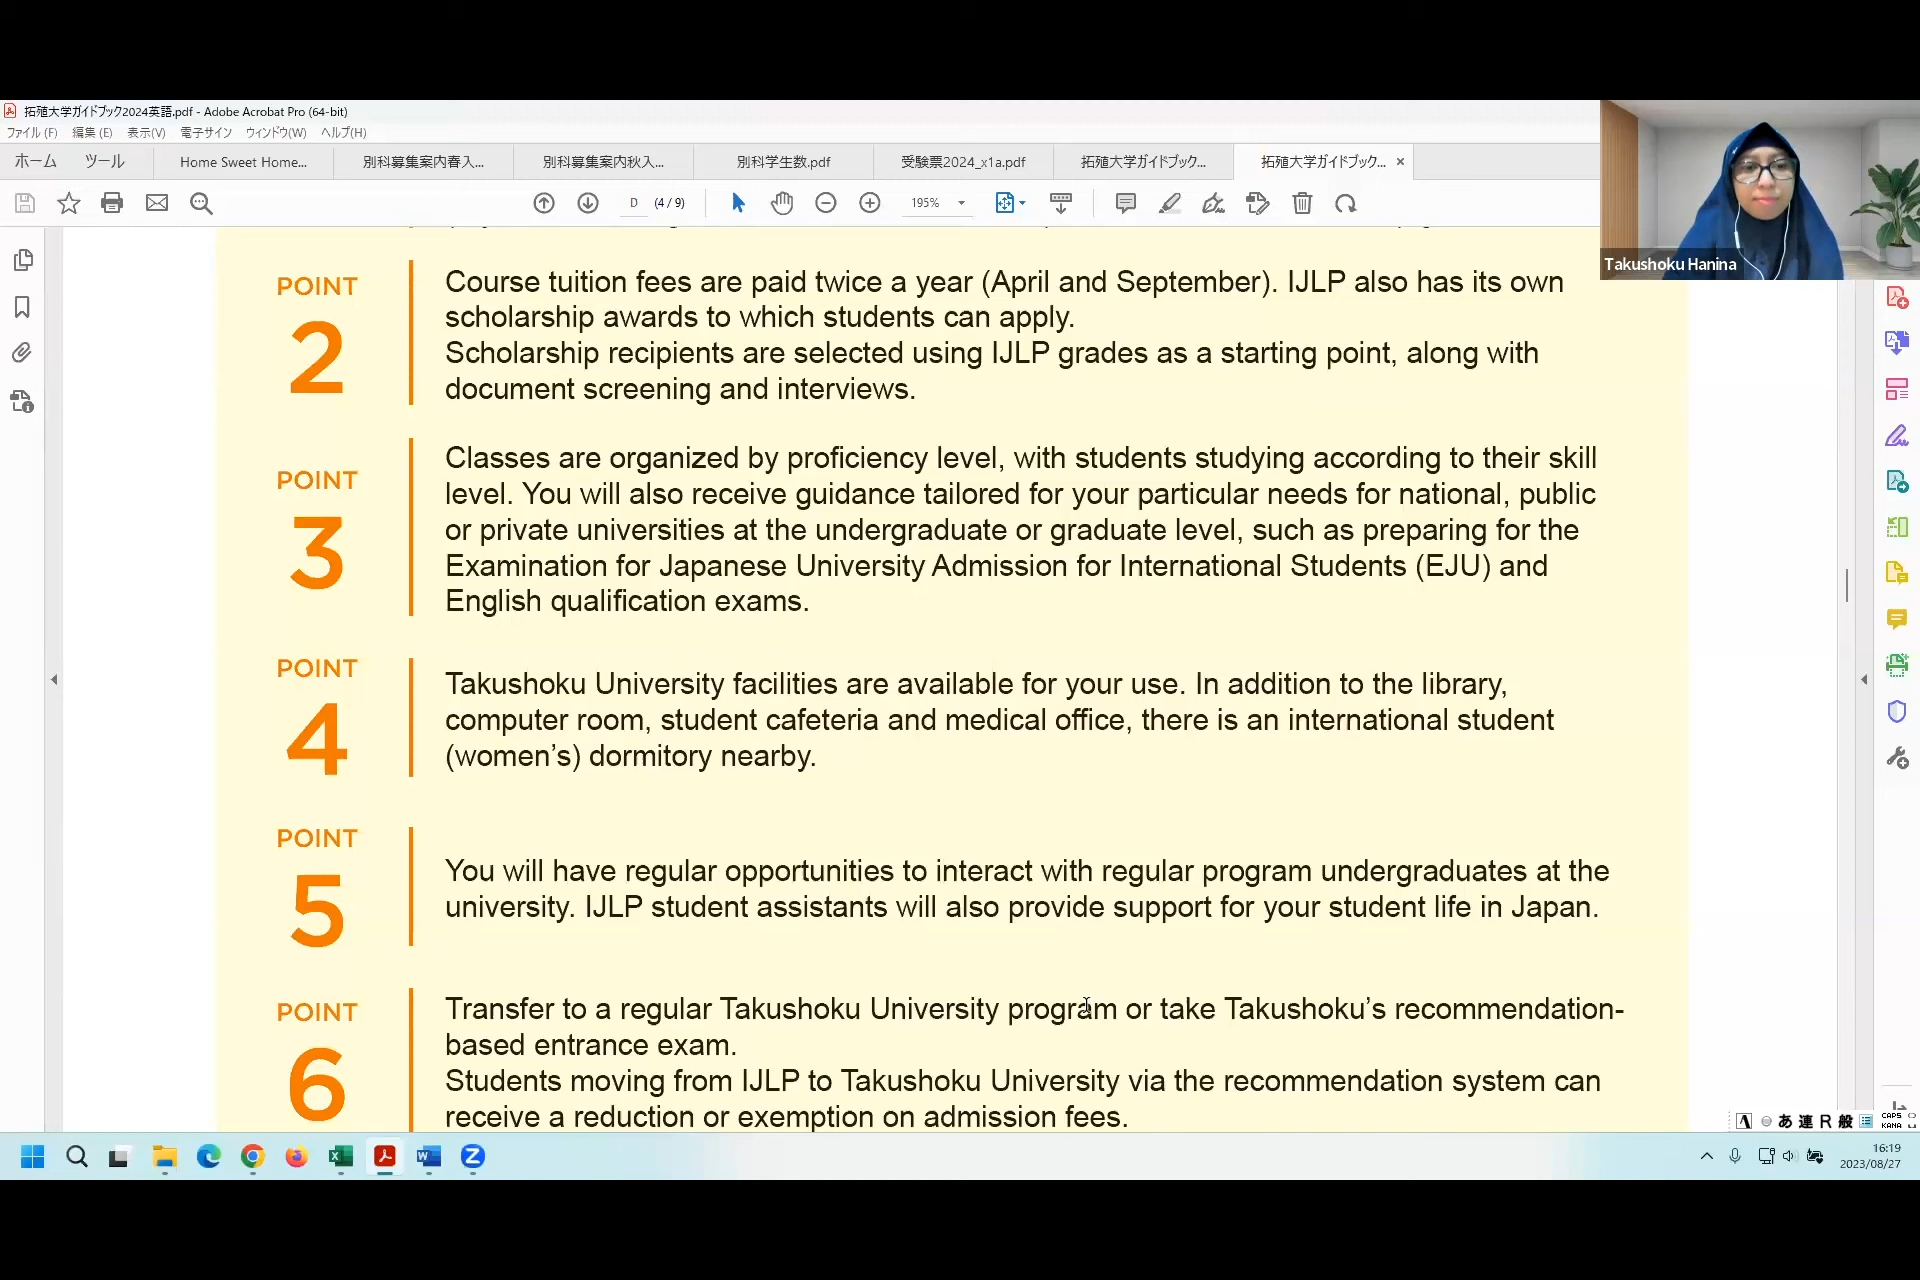 拓殖大学ガイドブック2024英語.pdf - Adobe Acrobat Pro (64-bit)
ファイル(F) 編集(E) 表示(V) 電子サイン ウィンドウ(W) ヘルプ(H)
ホーム ツール Home Sweet Home... 別科募集案内春入... 別科募集案内秋入... 別科学生数.pdf 受験票2024_x1a.pdf 拓殖大学ガイドブック... 拓殖大学ガイドブック... ×
D (4 / 9) 195%
Takushoku Hanina
POINT
2
Course tuition fees are paid twice a year (April and September). IJLP also has its own
scholarship awards to which students can apply.
Scholarship recipients are selected using IJLP grades as a starting point, along with
document screening and interviews.
POINT
3
Classes are organized by proficiency level, with students studying according to their skill
level. You will also receive guidance tailored for your particular needs for national, public
or private universities at the undergraduate or graduate level, such as preparing for the
Examination for Japanese University Admission for International Students (EJU) and
English qualification exams.
POINT
4
Takushoku University facilities are available for your use. In addition to the library,
computer room, student cafeteria and medical office, there is an international student
(women’s) dormitory nearby.
POINT
5
You will have regular opportunities to interact with regular program undergraduates at the
university. IJLP student assistants will also provide support for your student life in Japan.
POINT
6
Transfer to a regular Takushoku University program or take Takushoku’s recommendation-
based entrance exam.
Students moving from IJLP to Takushoku University via the recommendation system can
receive a reduction or exemption on admission fees.
A あ 連 R 般 CAPS
KANA
16:19
2023/08/27